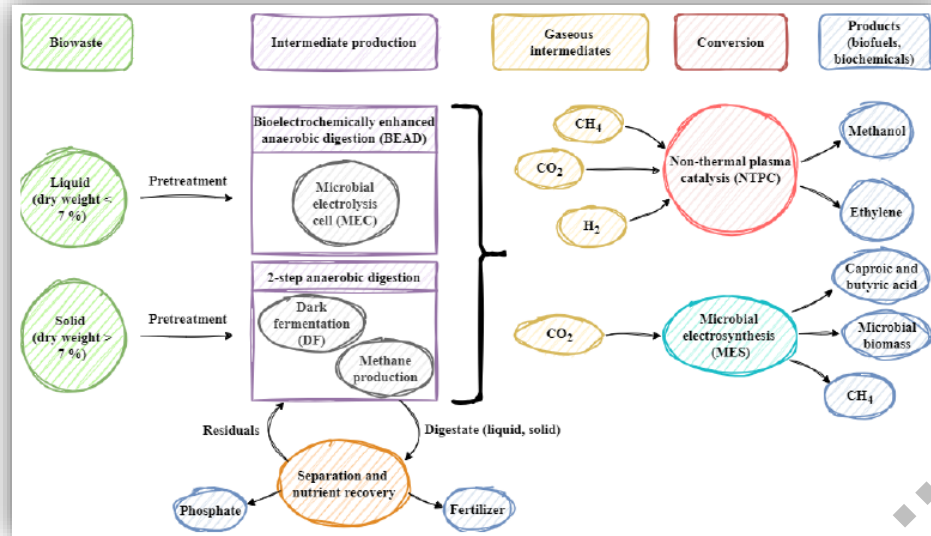 Biowaste
Intermediate production
Gaseous
intermediates
Conversion
Products
(biofuels,
biochemicals)
Liquid
(dry weight <
7 %)
Pretreatment
Bioelectrochemically enhanced
anaerobic digestion (BEAD)
Microbial
electrolysis
cell (MEC)
Solid
(dry weight >
7 %)
Pretreatment
2-step anaerobic digestion
Dark
fermentation
(DF)
Methane
production
Residuals
Digestate (liquid, solid)
Separation and
nutrient recovery
Phosphate
Fertilizer
CH₄
CO₂
H₂
Non-thermal plasma
catalysis (NTPC)
Methanol
Ethylene
CO₂
Microbial
electrosynthesis
(MES)
Caproic and
butyric acid
Microbial
biomass
CH₄